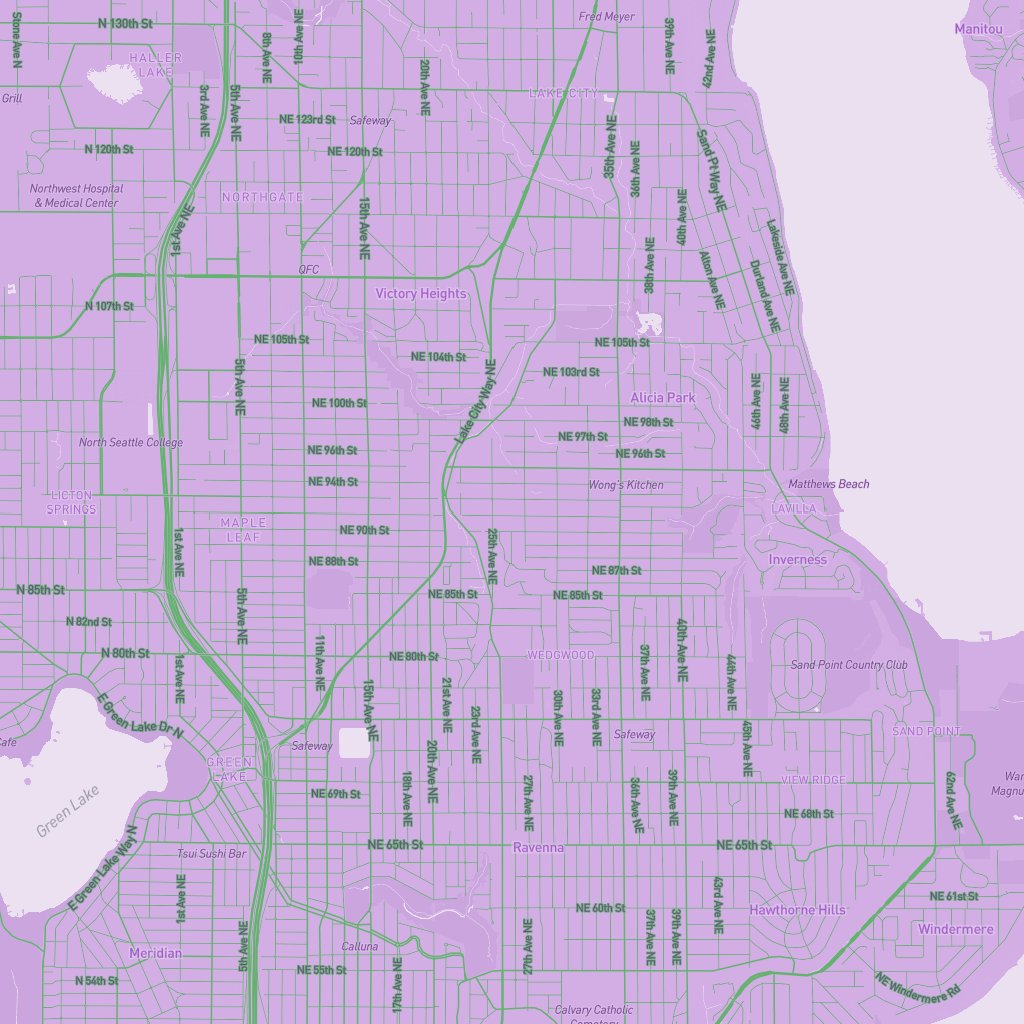 Stone Ave N
N 130th St
8th Ave NE
10th Ave NE
Fred Meyer
39th Ave NE
42nd Ave NE
Manitou
HALLER
LAKE
Grill
3rd Ave NE
5th Ave NE
20th Ave NE
LAKE CITY
NE 123rd St
Safeway
35th Ave NE
Sand Pt Way NE
N 120th St
NE 120th St
36th Ave NE
Northwest Hospital
& Medical Center
NORTHGATE
1st Ave NE
15th Ave NE
40th Ave NE
38th Ave NE
Alton Ave NE
Lakeside Ave NE
Durland Ave NE
QFC
Victory Heights
N 107th St
NE 105th St
NE 104th St
NE 105th St
5th Ave NE
Lake City Way NE
NE 103rd St
46th Ave NE
48th Ave NE
NE 100th St
Alicia Park
NE 98th St
North Seattle College
NE 96th St
NE 97th St
NE 96th St
NE 94th St
Wong's Kitchen
Matthews Beach
LICTON
SPRINGS
LAVILLA
MAPLE
LEAF
NE 90th St
1st Ave NE
25th Ave NE
NE 88th St
Inverness
NE 87th St
N 85th St
5th Ave NE
NE 85th St
NE 85th St
N 82nd St
40th Ave NE
N 80th St
11th Ave NE
NE 80th St
WEDGWOOD
1st Ave NE
37th Ave NE
44th Ave NE
Sand Point Country Club
E Green Lake Dr N
15th Ave NE
21st Ave NE
23rd Ave NE
30th Ave NE
33rd Ave NE
Safeway
45th Ave NE
SAND POINT
Cafe
Safeway
GREEN
LAKE
20th Ave NE
18th Ave NE
27th Ave NE
36th Ave NE
39th Ave NE
VIEW RIDGE
62nd Ave NE
Magnu
Green Lake
NE 69th St
NE 68th St
E Green Lake Way N
Tsui Sushi Bar
NE 65th St
Ravenna
NE 65th St
1st Ave NE
43rd Ave NE
NE 61st St
NE 60th St
Hawthorne Hills
37th Ave NE
39th Ave NE
Windermere
5th Ave NE
Calluna
27th Ave NE
Meridian
NE 55th St
17th Ave NE
N 54th St
NE Windermere Rd
Calvary Catholic
Cemetery